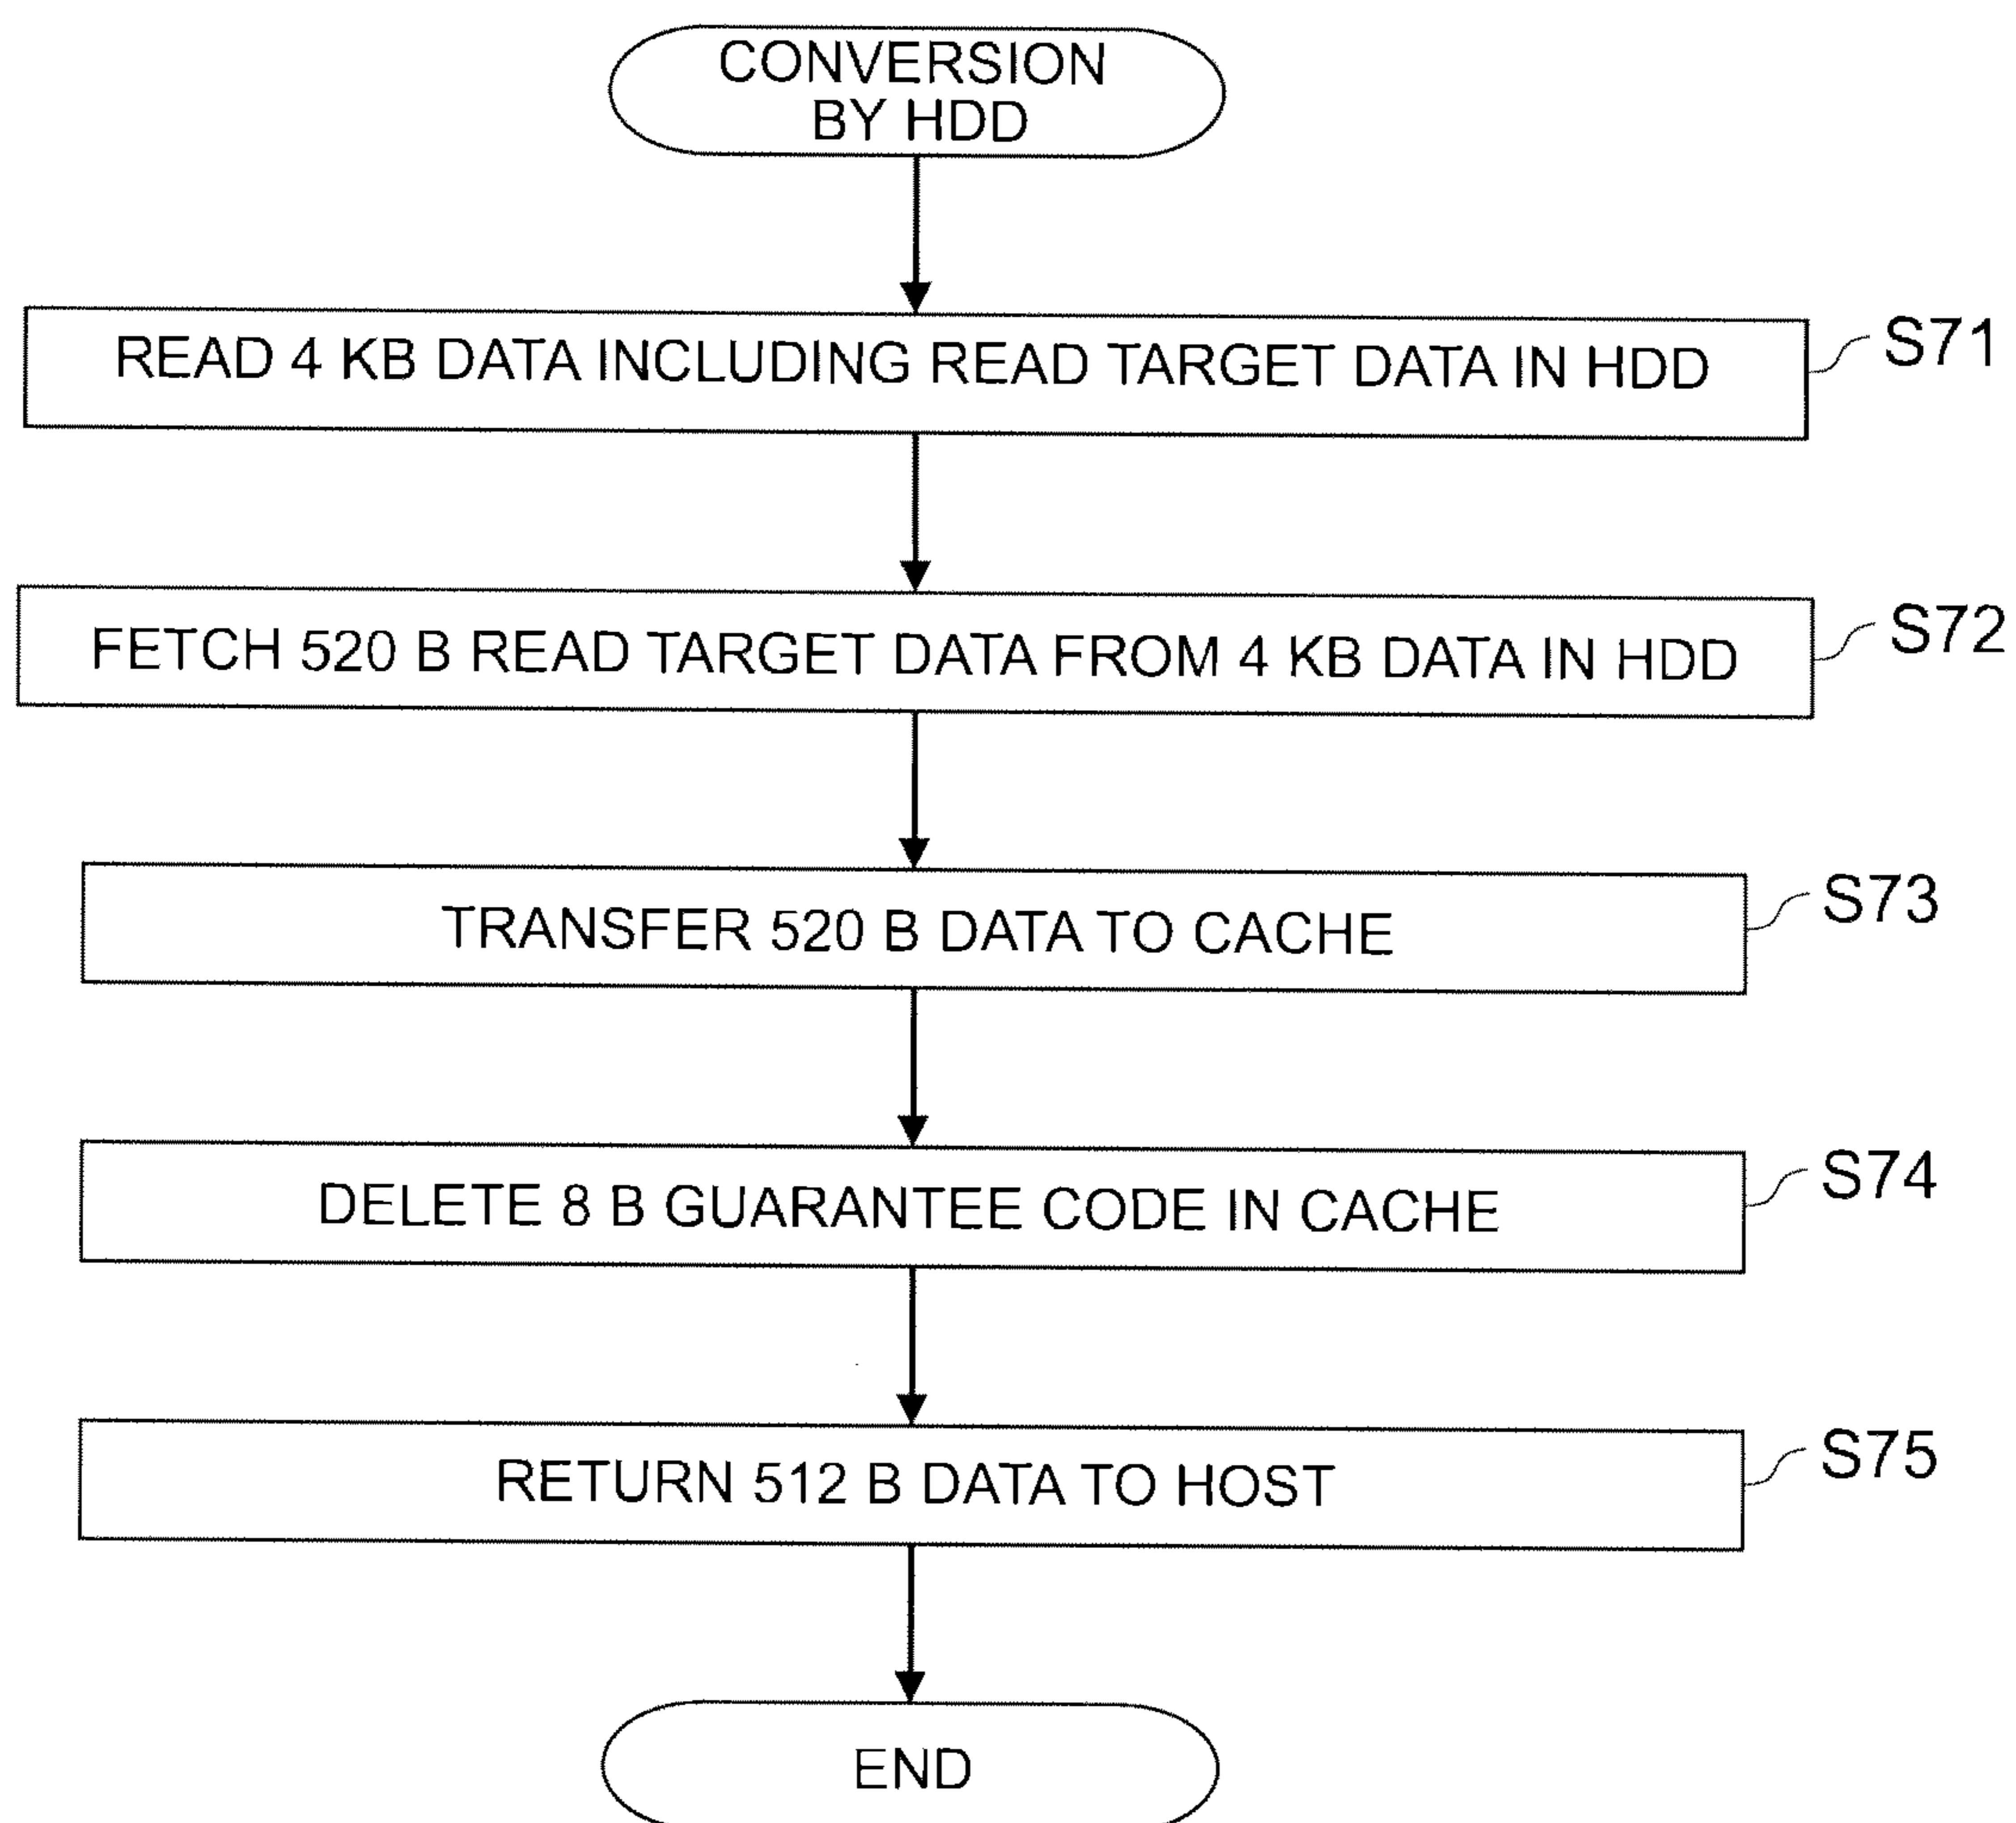 CONVERSION
BY HDD
READ 4 KB DATA INCLUDING READ TARGET DATA IN HDD
S71
FETCH 520 B READ TARGET DATA FROM 4 KB DATA IN HDD
S72
TRANSFER 520 B DATA TO CACHE
S73
DELETE 8 B GUARANTEE CODE IN CACHE
S74
RETURN 512 B DATA TO HOST
S75
END